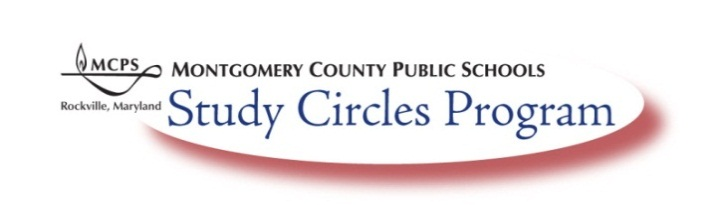 MCPS
Rockville, Maryland
MONTGOMERY COUNTY PUBLIC SCHOOLS
Study Circles Program